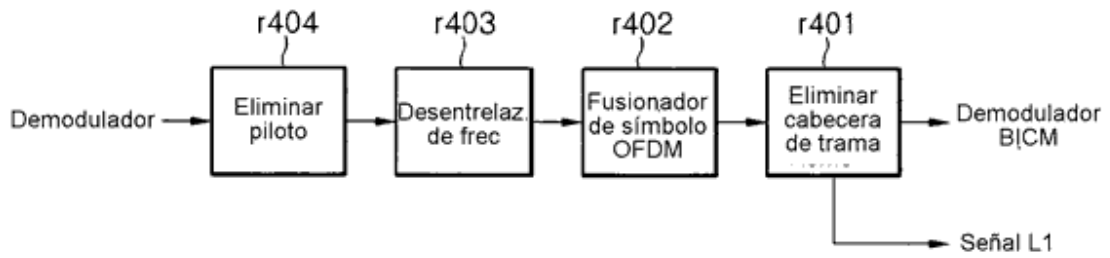 r404
r403
r402
r401
Demodulador
Eliminar
piloto
Desentrelaz.
de frec
Fusionador
de símbolo
OFDM
Eliminar
cabecera
de trama
Demodulador
BICM
Señal L1